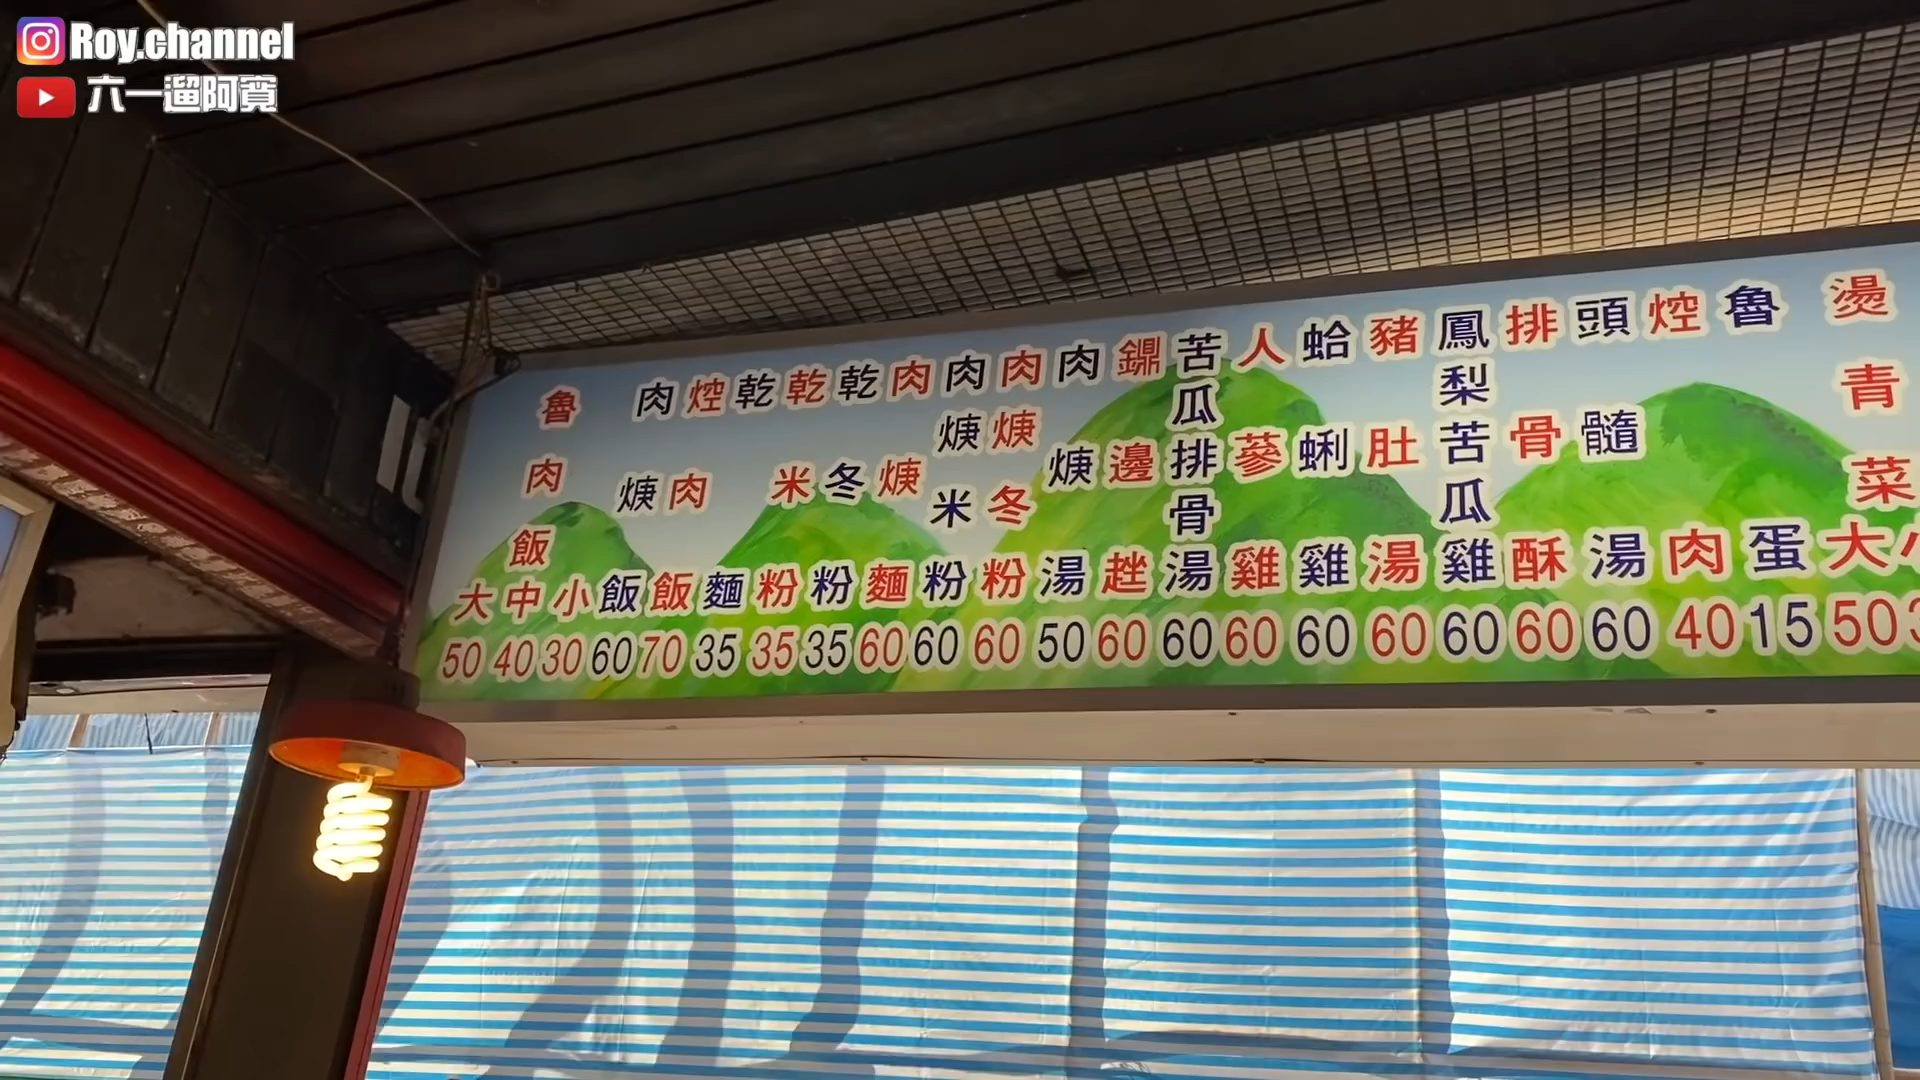 Roy.channel
六一遛阿賓
魯肉飯 大 50 中 40 小 30
肉焿飯 60
焢肉飯 70
乾麵 35
乾米粉 35
乾冬粉 35
肉焿麵 60
肉焿米粉 60
肉焿冬粉 60
肉焿湯 50
鐤邊趖 60
苦瓜排骨湯 60
人蔘雞 60
蛤蜊雞 60
豬肚湯 60
鳳梨苦瓜雞 60
排骨酥 60
頭髓湯 60
焢肉 40
魯蛋 15
燙青菜 大 50 小